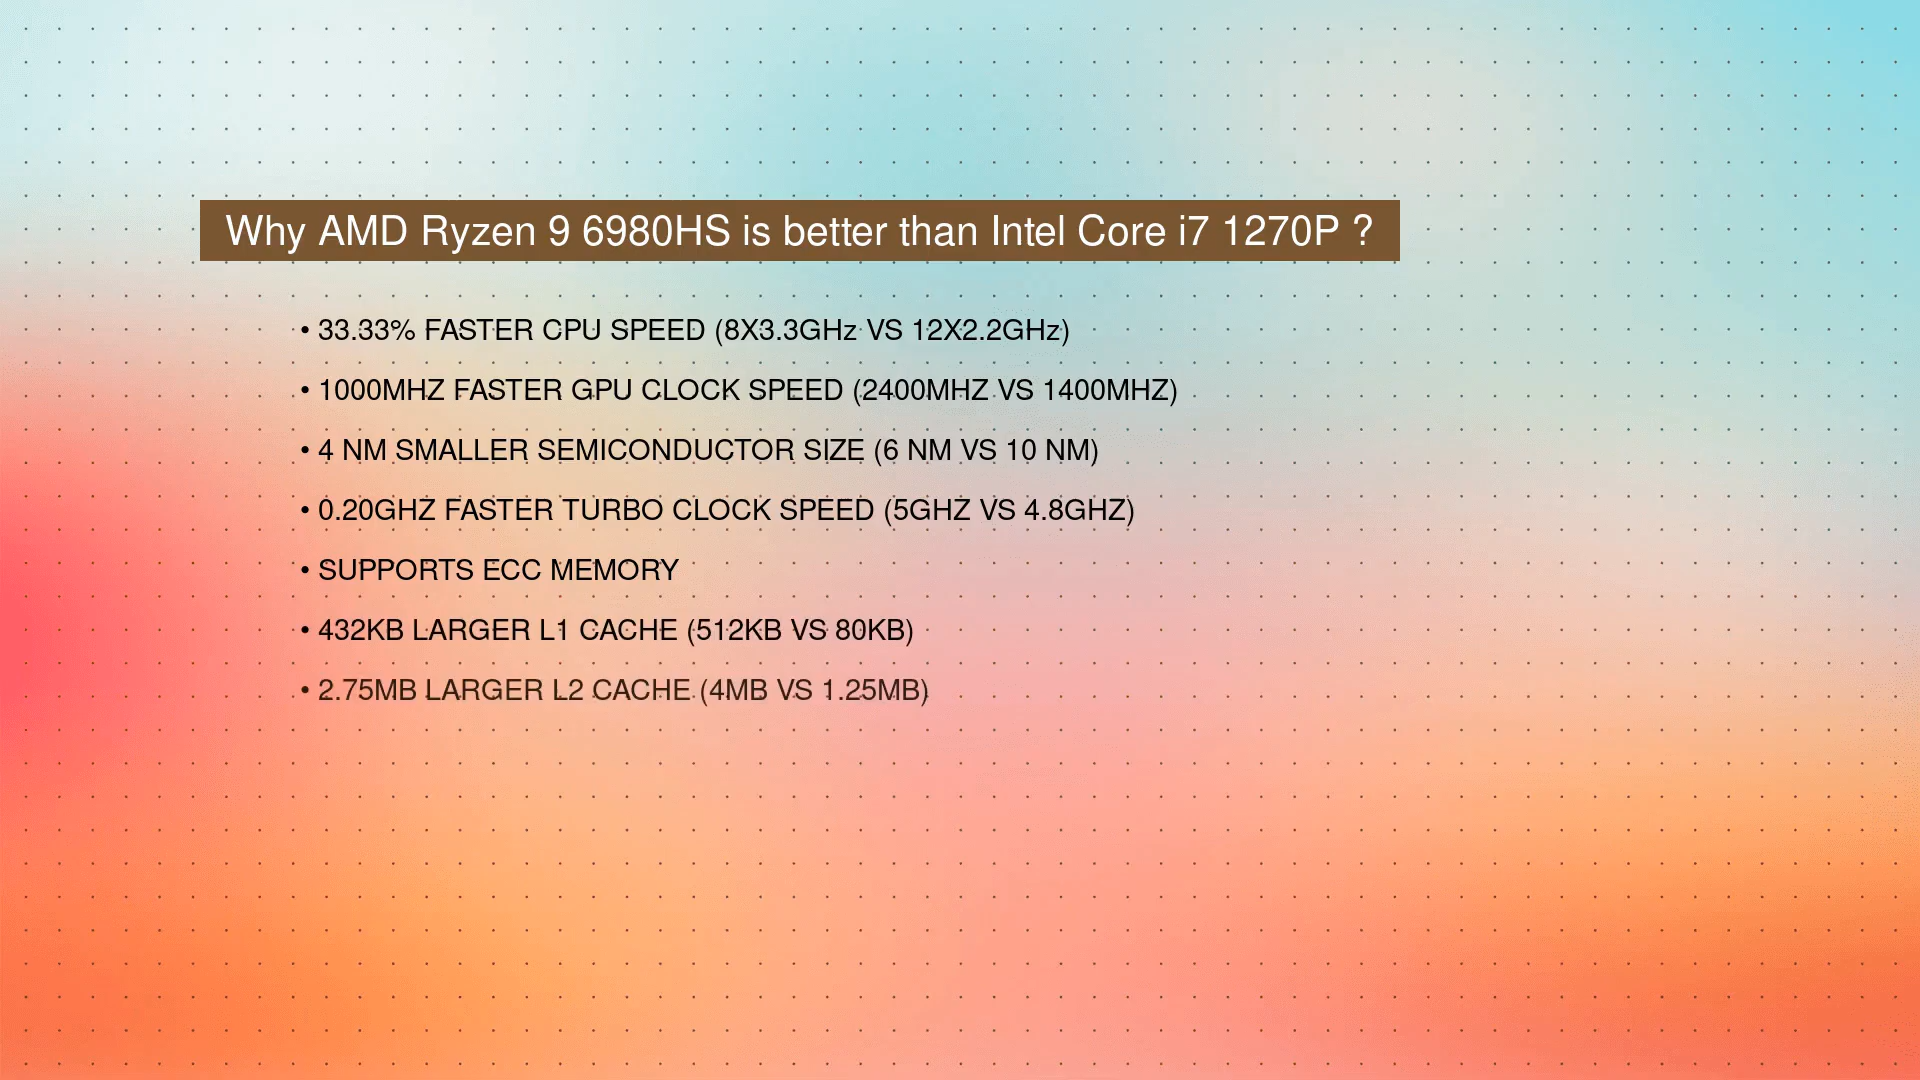 Why AMD Ryzen 9 6980HS is better than Intel Core i7 1270P ?
• 33.33% FASTER CPU SPEED (8X3.3GHz VS 12X2.2GHz)
• 1000MHZ FASTER GPU CLOCK SPEED (2400MHZ VS 1400MHZ)
• 4 NM SMALLER SEMICONDUCTOR SIZE (6 NM VS 10 NM)
• 0.20GHZ FASTER TURBO CLOCK SPEED (5GHZ VS 4.8GHZ)
• SUPPORTS ECC MEMORY
• 432KB LARGER L1 CACHE (512KB VS 80KB)
• 2.75MB LARGER L2 CACHE (4MB VS 1.25MB)